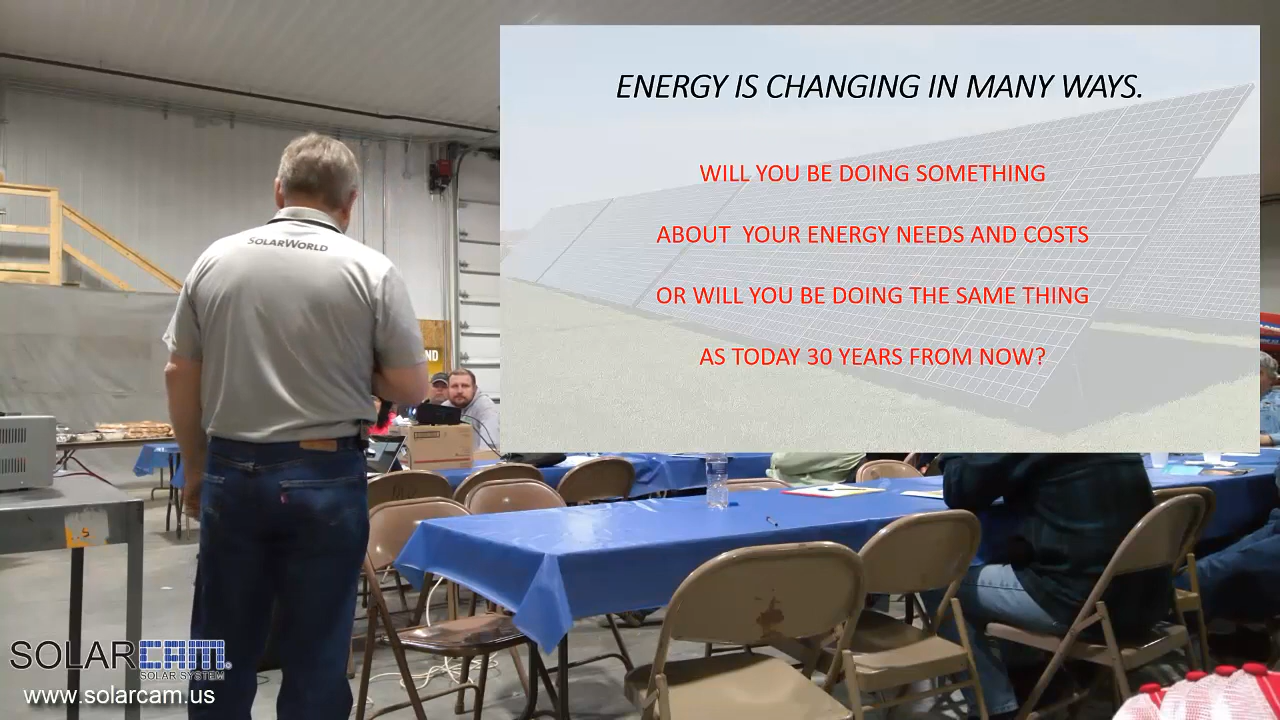 ENERGY IS CHANGING IN MANY WAYS.
WILL YOU BE DOING SOMETHING
ABOUT YOUR ENERGY NEEDS AND COSTS
OR WILL YOU BE DOING THE SAME THING
AS TODAY 30 YEARS FROM NOW?
SOLARWORLD
ND
SOLARCAM
SOLAR SYSTEM
www.solarcam.us